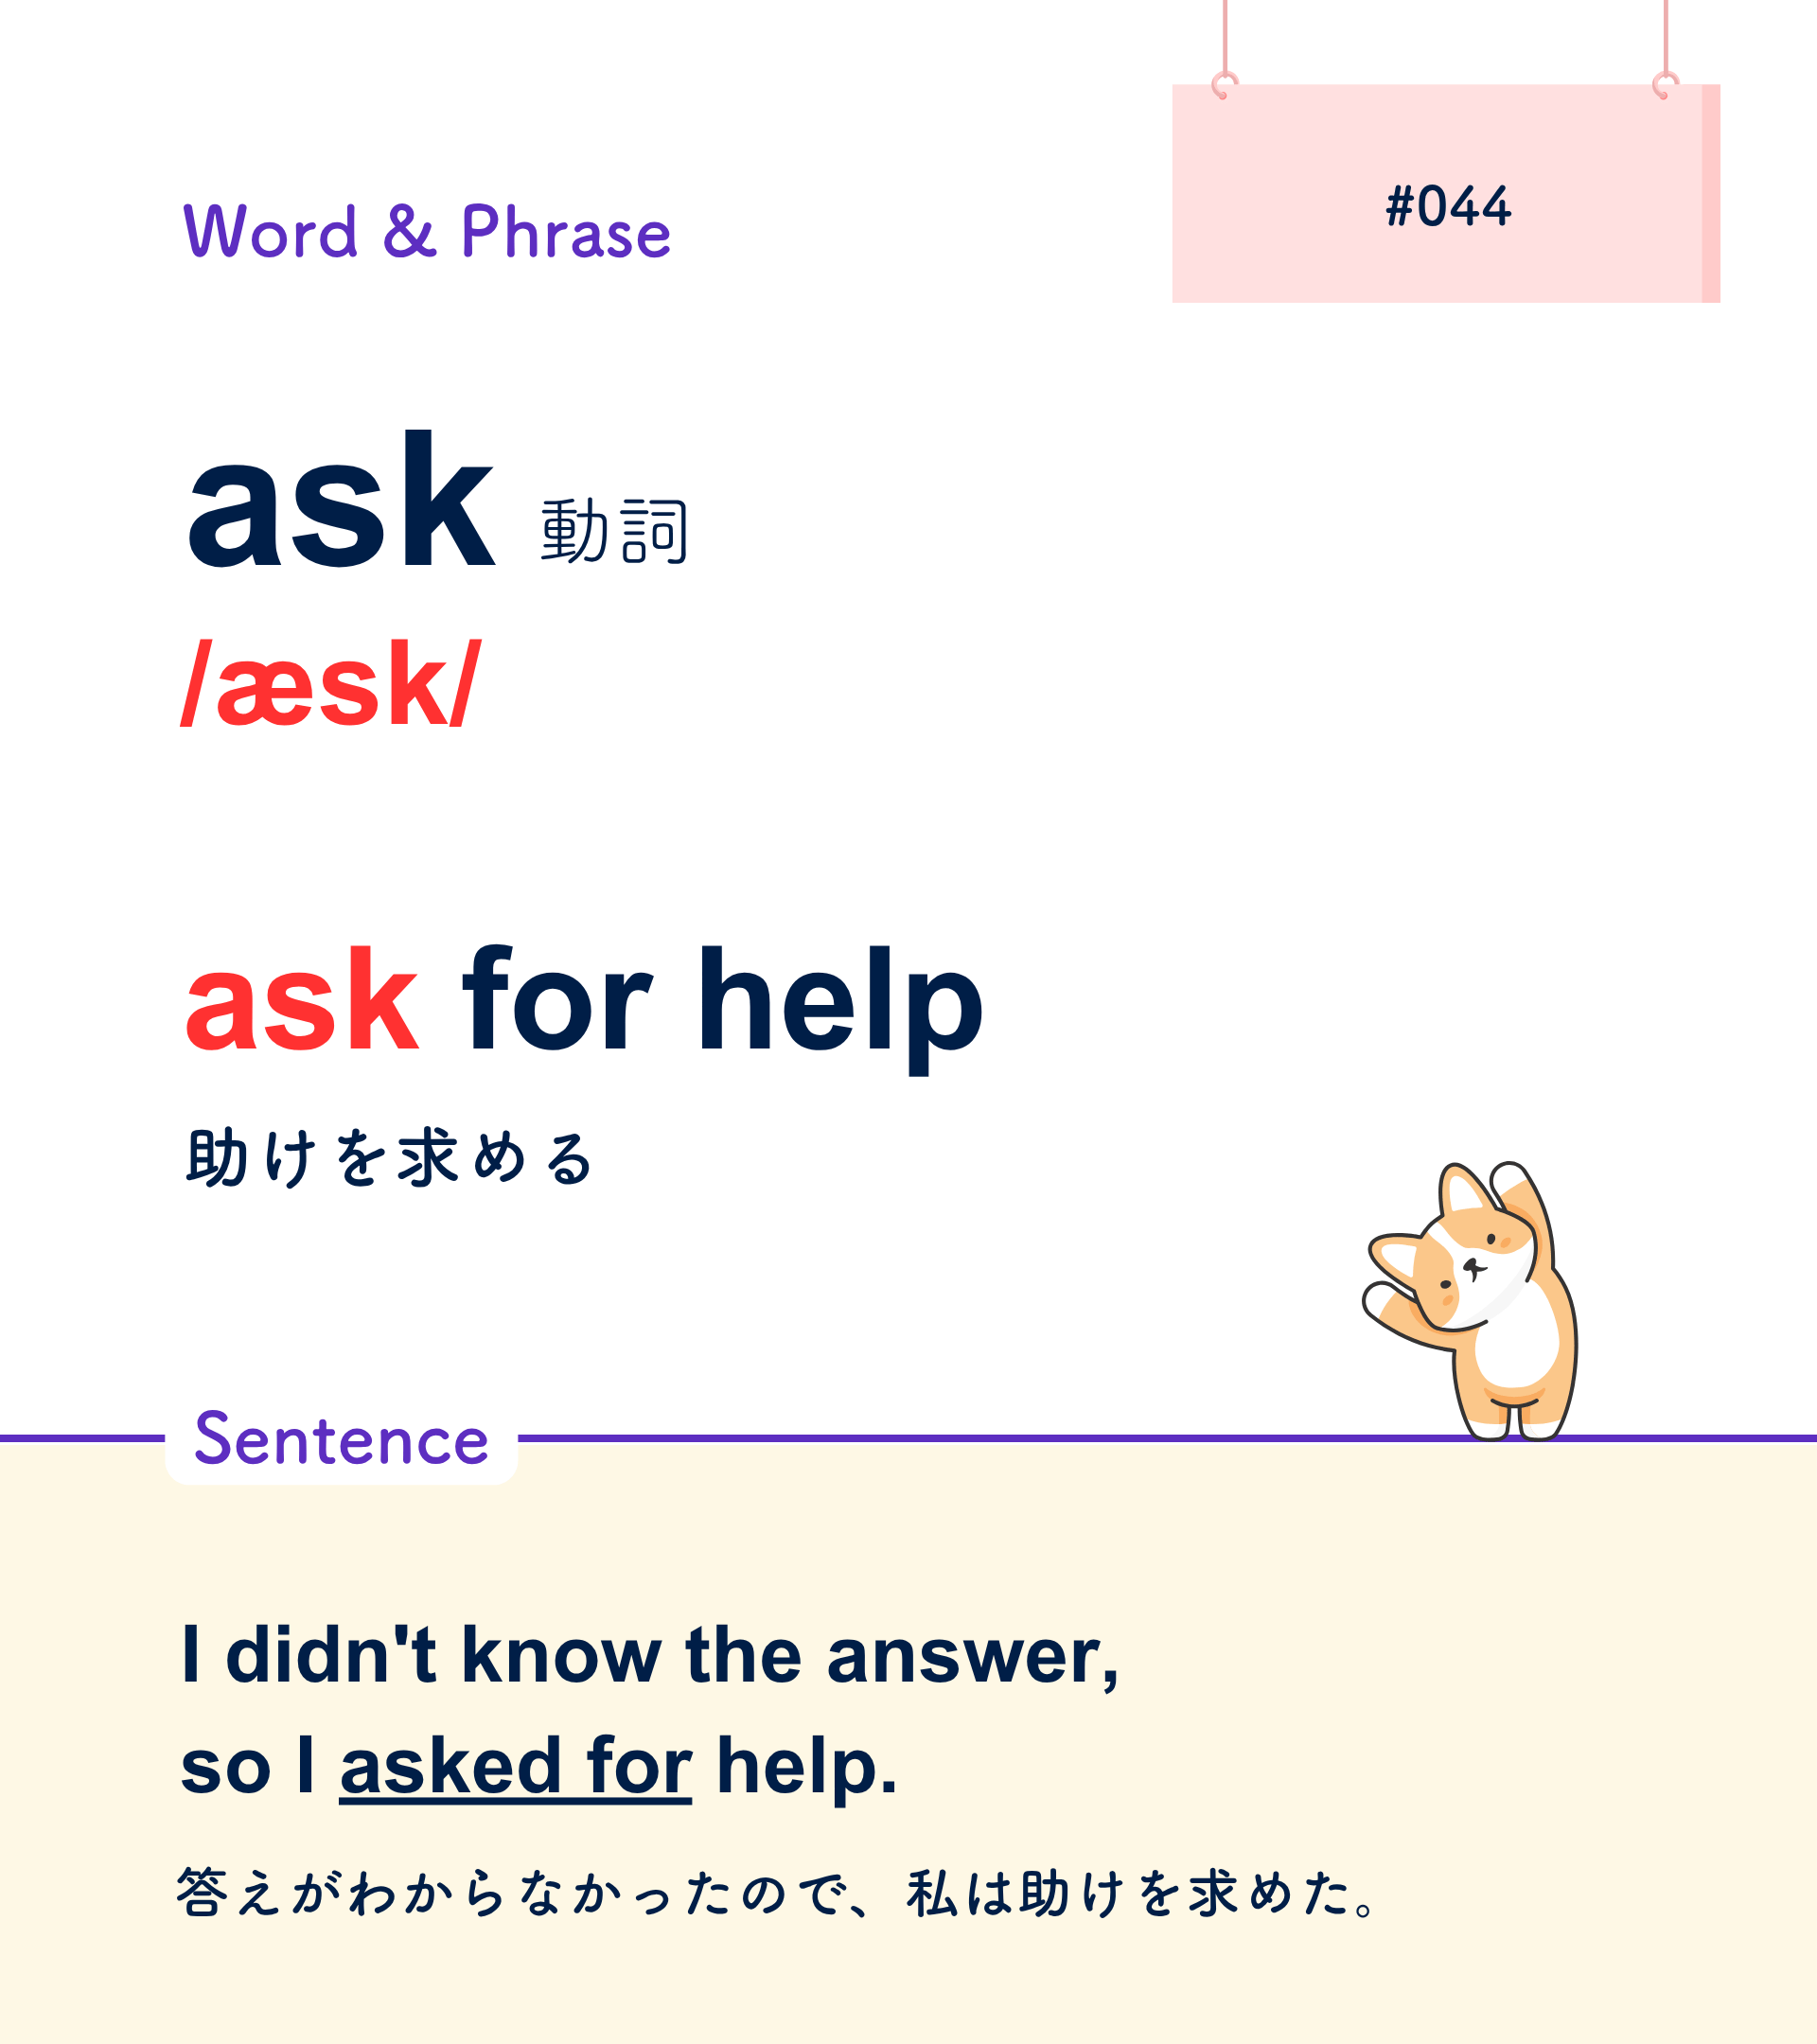 Word & Phrase
#044
ask 動詞
/æsk/
ask for help
助けを求める
Sentence
I didn't know the answer,
so I asked for help.
答えがわからなかったので、私は助けを求めた。